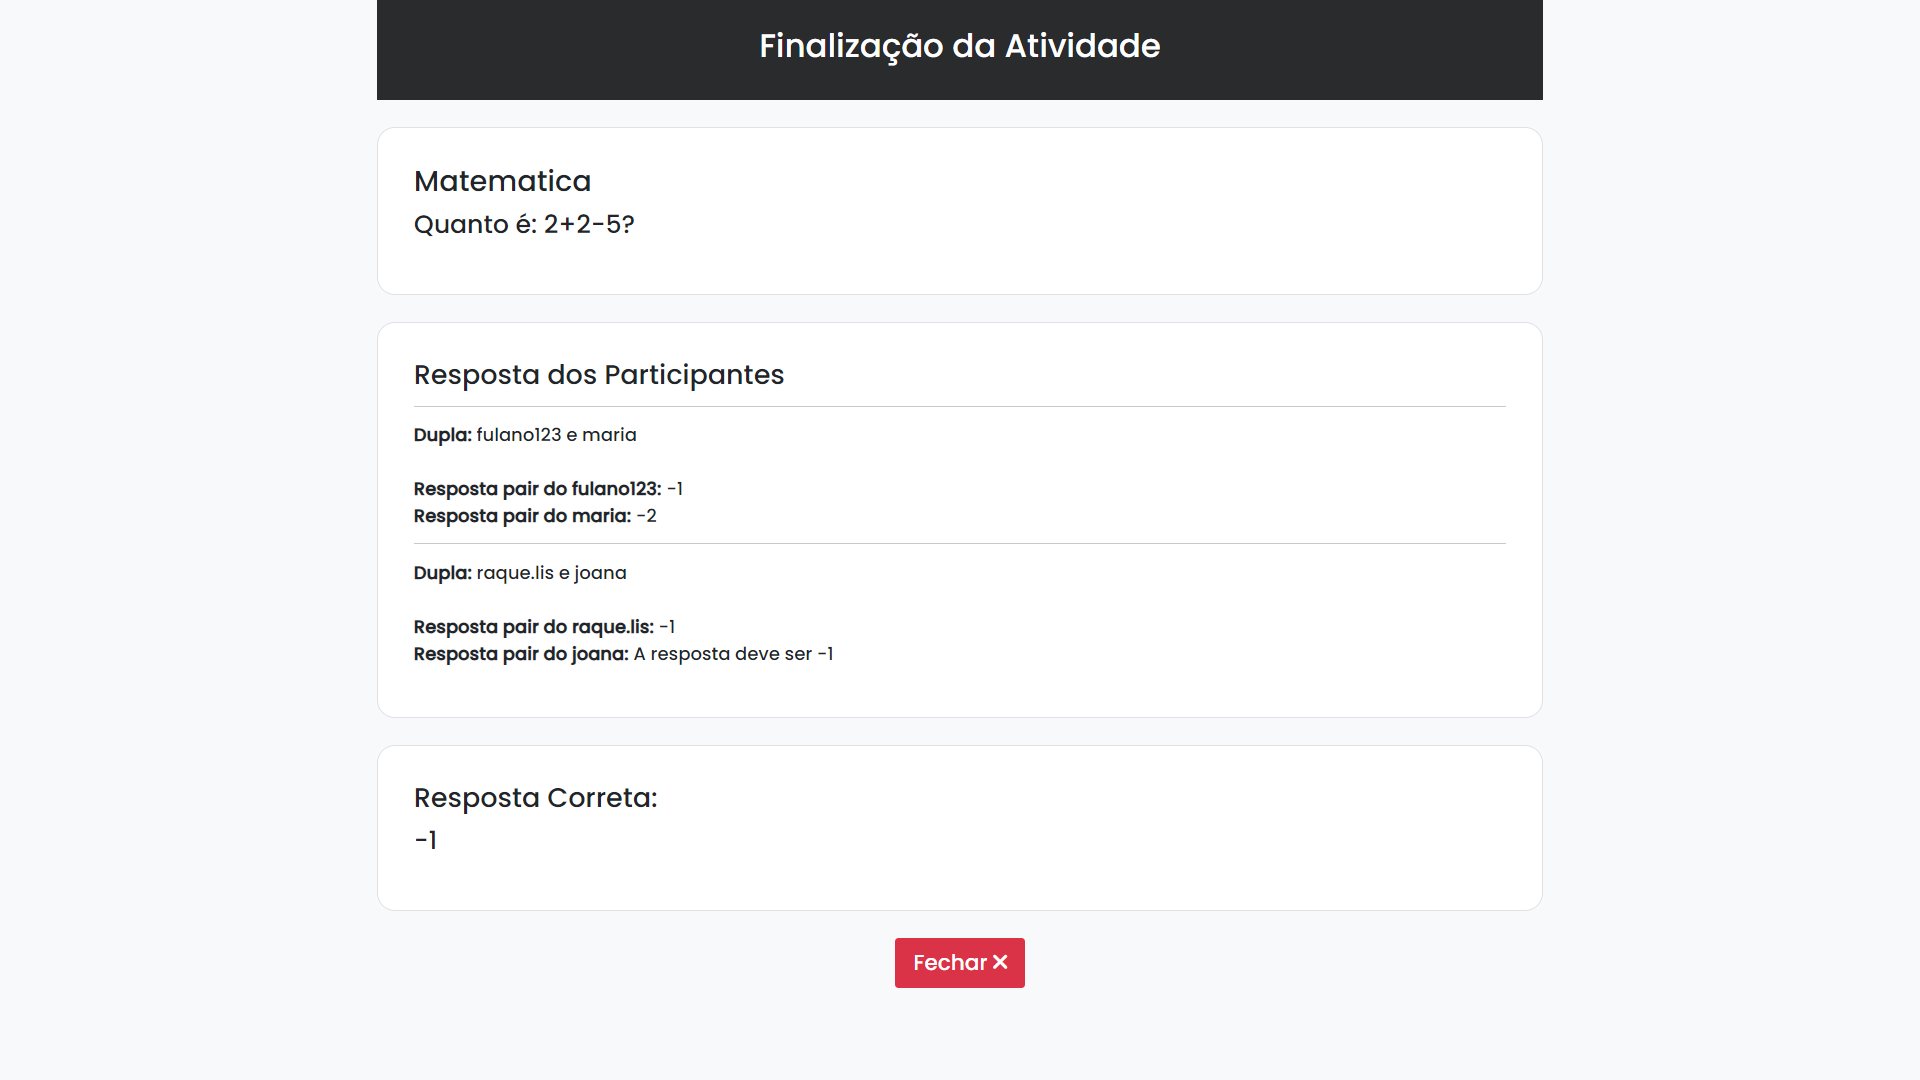 Finalização da Atividade
Matematica
Quanto é: 2+2-5?
Resposta dos Participantes
Dupla: fulano123 e maria
Resposta pair do fulano123: -1
Resposta pair do maria: -2
Dupla: raque.lis e joana
Resposta pair do raque.lis: -1
Resposta pair do joana: A resposta deve ser -1
Resposta Correta:
-1
Fechar